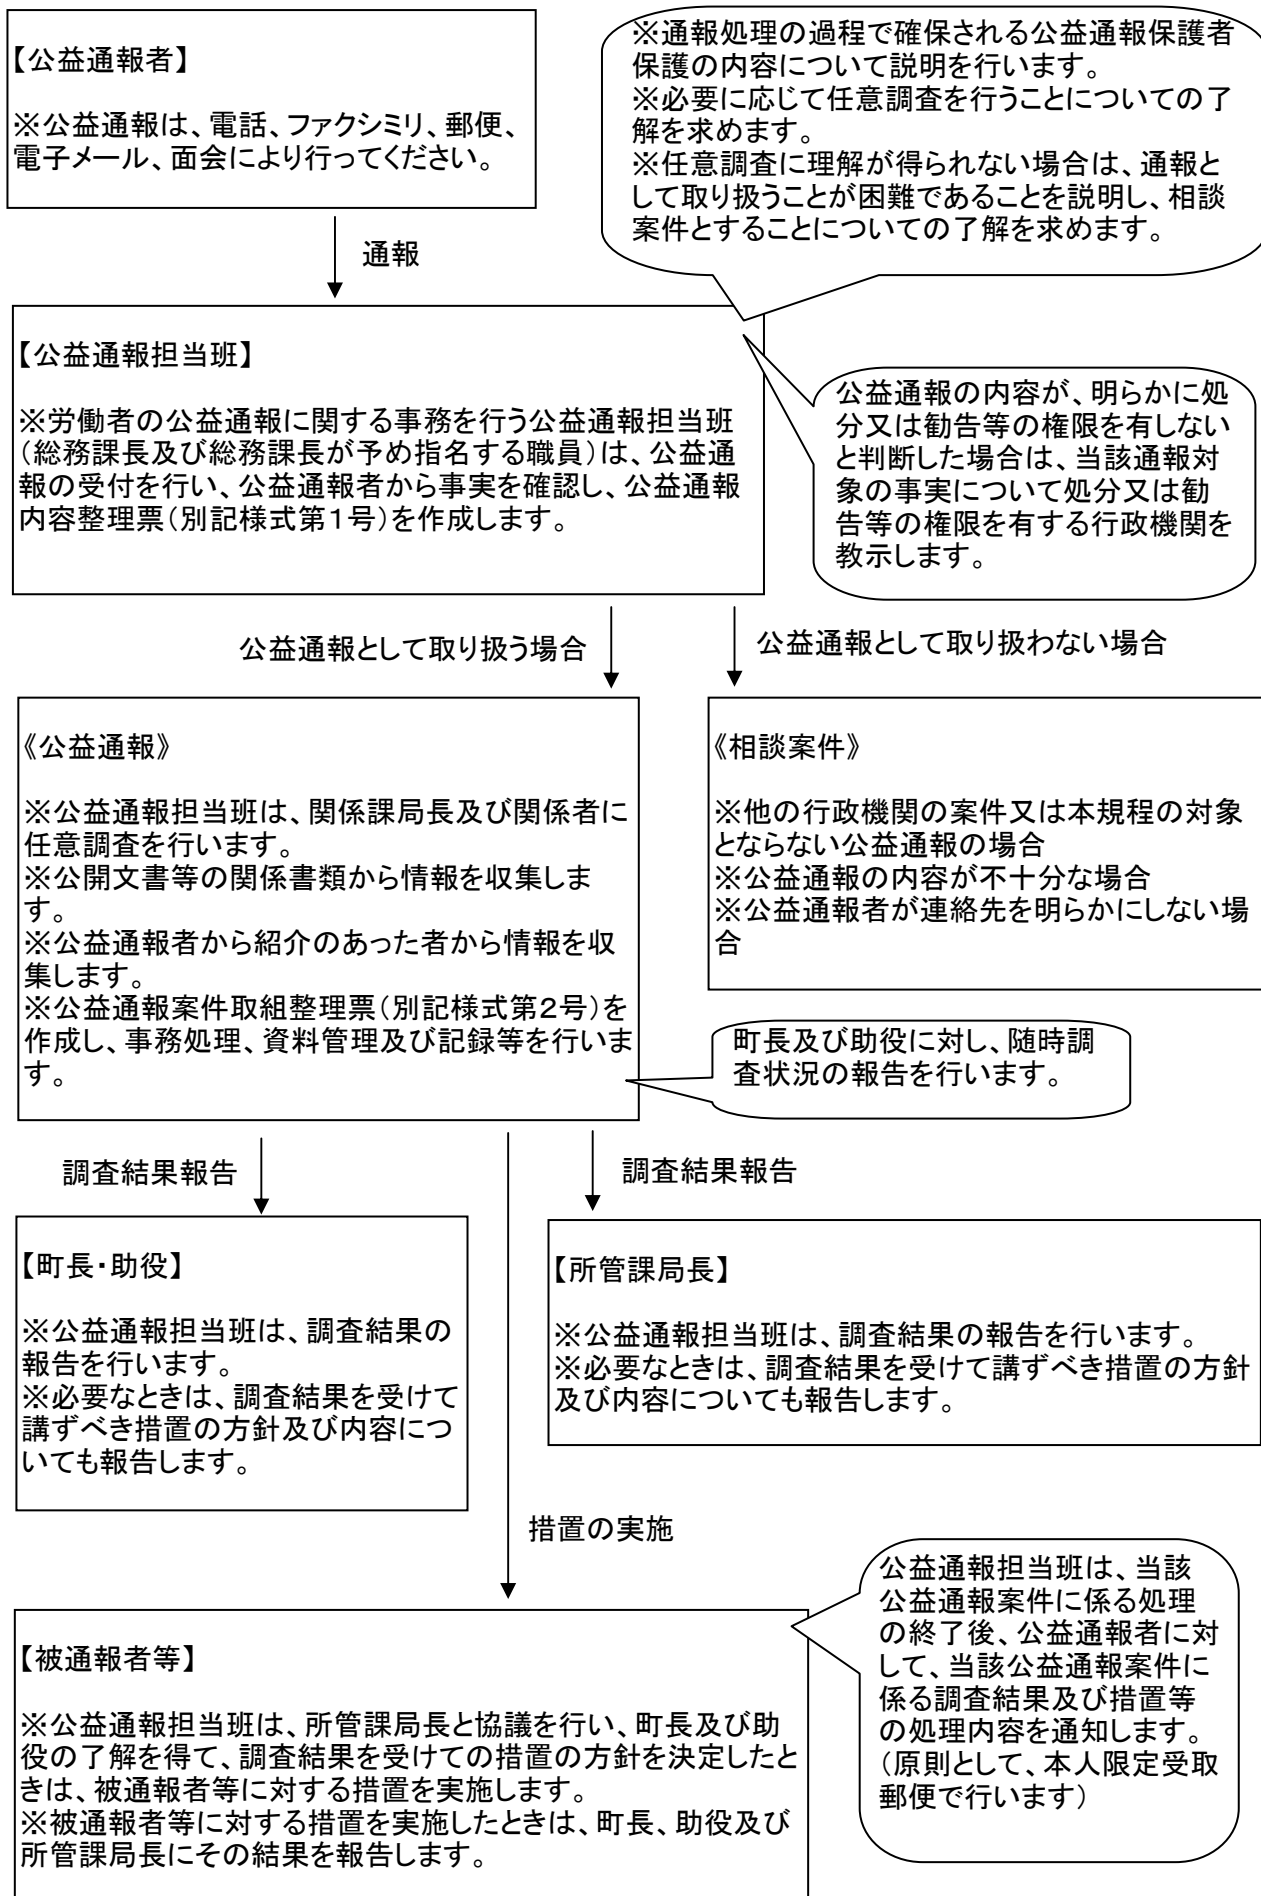 【公益通報者】
※公益通報は、電話、ファクシミリ、郵便、
電子メール、面会により行ってください。
※通報処理の過程で確保される公益通報保護者
保護の内容について説明を行います。
※必要に応じて任意調査を行うことについての了
解を求めます。
※任意調査に理解が得られない場合は、通報と
して取り扱うことが困難であることを説明し、相談
案件とすることについての了解を求めます。
通報
【公益通報担当班】
※労働者の公益通報に関する事務を行う公益通報担当班
（総務課長及び総務課長が予め指名する職員）は、公益通
報の受付を行い、公益通報者から事実を確認し、公益通報
内容整理票（別記様式第１号）を作成します。
公益通報の内容が、明らかに処
分又は勧告等の権限を有しない
と判断した場合は、当該通報対
象の事実について処分又は勧
告等の権限を有する行政機関を
教示します。
公益通報として取り扱う場合
公益通報として取り扱わない場合
《公益通報》
※公益通報担当班は、関係課局長及び関係者に
任意調査を行います。
※公開文書等の関係書類から情報を収集しま
す。
※公益通報者から紹介のあった者から情報を収
集します。
※公益通報案件取組整理票（別記様式第２号）を
作成し、事務処理、資料管理及び記録等を行いま
す。
《相談案件》
※他の行政機関の案件又は本規程の対象
とならない公益通報の場合
※公益通報の内容が不十分な場合
※公益通報者が連絡先を明らかにしない場
合
町長及び助役に対し、随時調
査状況の報告を行います。
調査結果報告
調査結果報告
【町長・助役】
※公益通報担当班は、調査結果の
報告を行います。
※必要なときは、調査結果を受けて
講ずべき措置の方針及び内容につ
いても報告します。
【所管課局長】
※公益通報担当班は、調査結果の報告を行います。
※必要なときは、調査結果を受けて講ずべき措置の方針
及び内容についても報告します。
措置の実施
【被通報者等】
※公益通報担当班は、所管課局長と協議を行い、町長及び助
役の了解を得て、調査結果を受けての措置の方針を決定したと
きは、被通報者等に対する措置を実施します。
※被通報者等に対する措置を実施したときは、町長、助役及び
所管課局長にその結果を報告します。
公益通報担当班は、当該
公益通報案件に係る処理
の終了後、公益通報者に対
して、当該公益通報案件に
係る調査結果及び措置等
の処理内容を通知します。
（原則として、本人限定受取
郵便で行います）